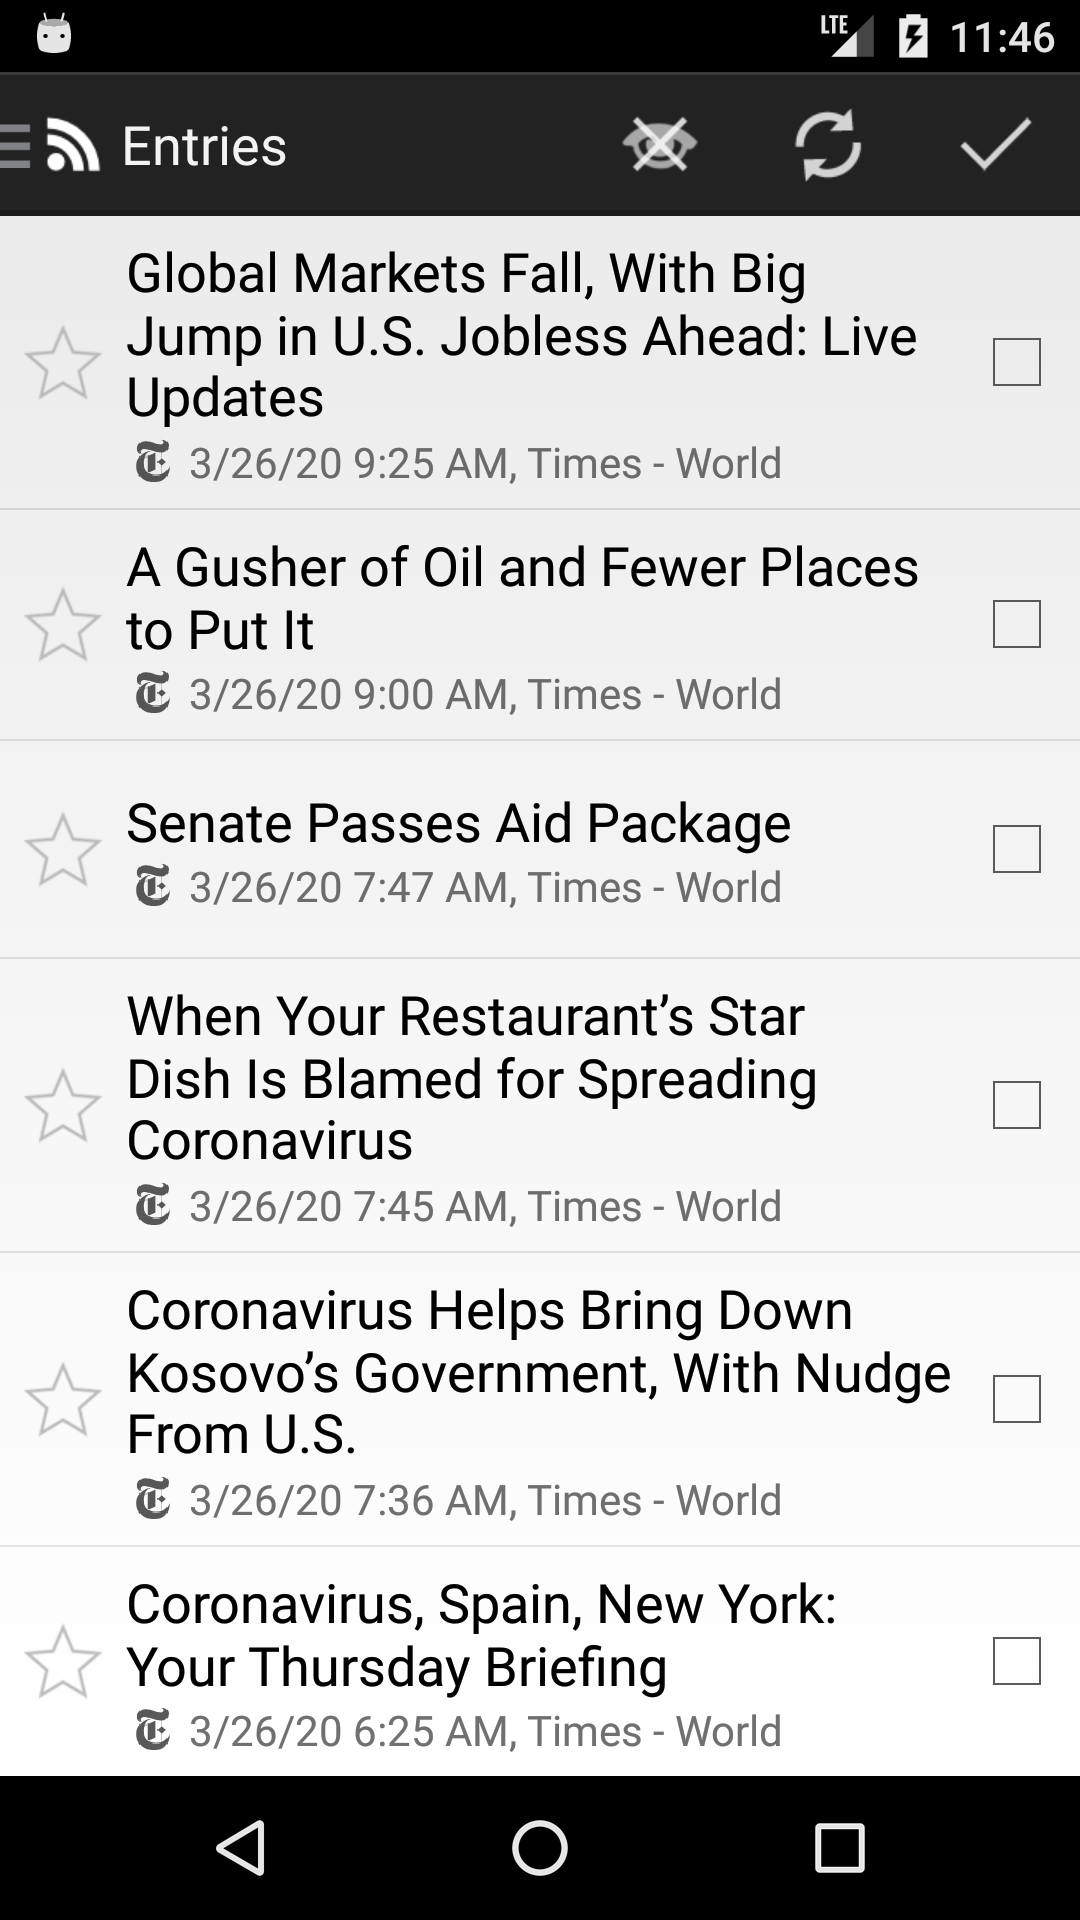 LTE 11:46
Entries
Global Markets Fall, With Big
Jump in U.S. Jobless Ahead: Live
Updates
3/26/20 9:25 AM, Times - World
A Gusher of Oil and Fewer Places
to Put It
3/26/20 9:00 AM, Times - World
Senate Passes Aid Package
3/26/20 7:47 AM, Times - World
When Your Restaurant’s Star
Dish Is Blamed for Spreading
Coronavirus
3/26/20 7:45 AM, Times - World
Coronavirus Helps Bring Down
Kosovo’s Government, With Nudge
From U.S.
3/26/20 7:36 AM, Times - World
Coronavirus, Spain, New York:
Your Thursday Briefing
3/26/20 6:25 AM, Times - World